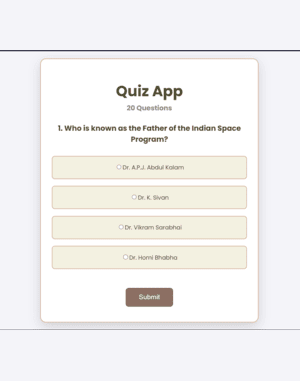 Quiz App
20 Questions
1. Who is known as the Father of the Indian Space
Program?
Dr. A.P.J. Abdul Kalam
Dr. K. Sivan
Dr. Vikram Sarabhai
Dr. Homi Bhabha
Submit